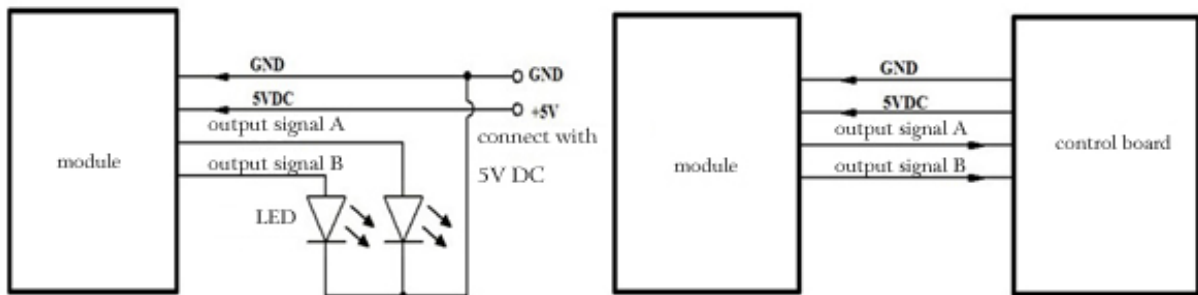 GND
GND
5VDC
+5V
output signal A
connect with
module
output signal B
5V DC
LED
GND
5VDC
output signal A
module
control board
output signal B